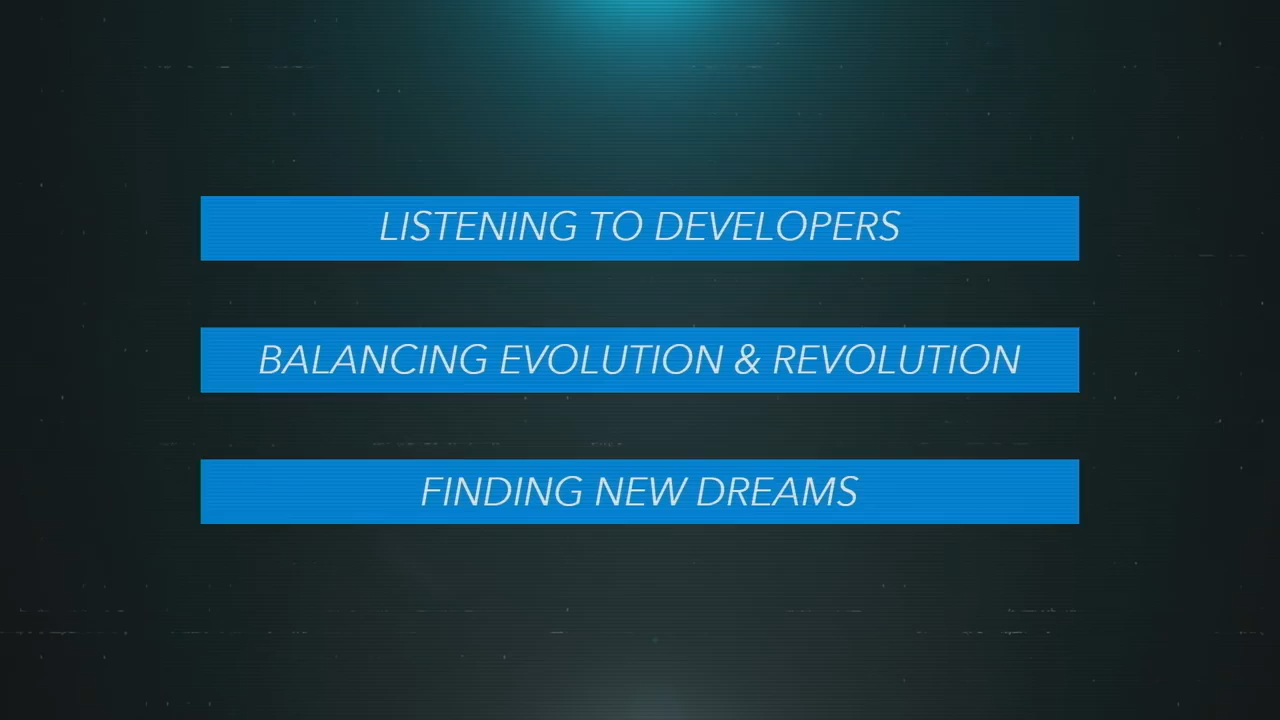 LISTENING TO DEVELOPERS
BALANCING EVOLUTION & REVOLUTION
FINDING NEW DREAMS